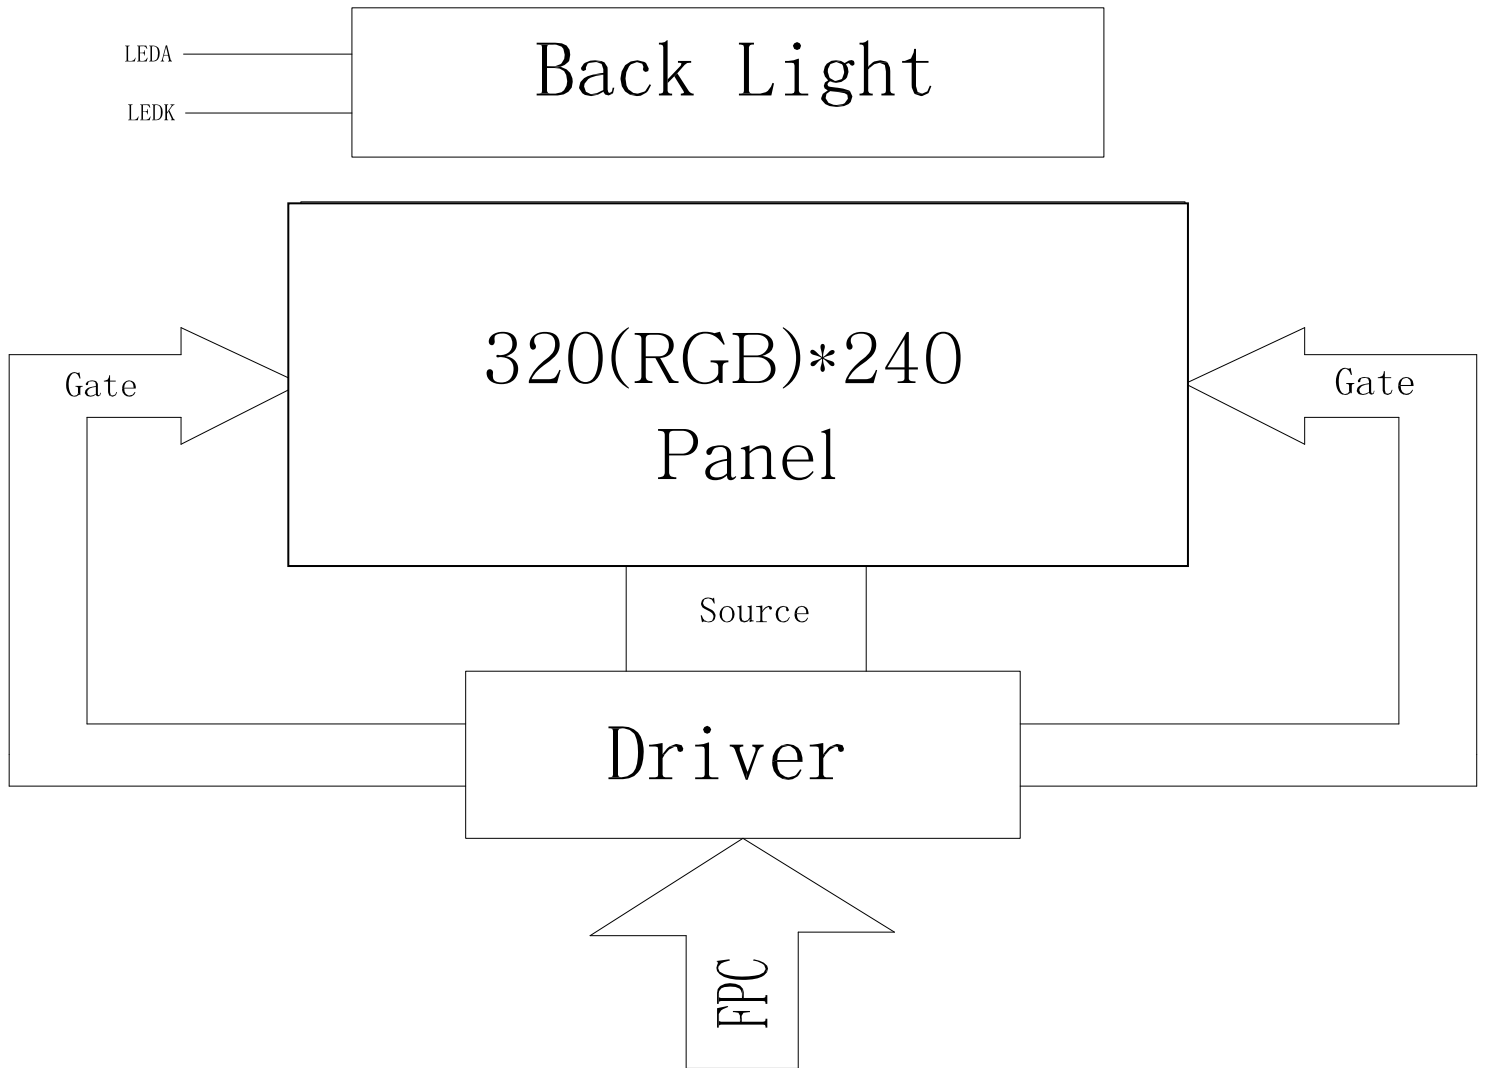 LEDA
Back Light
LEDK
320(RGB)*240
Panel
Gate
Gate
Source
Driver
FPC